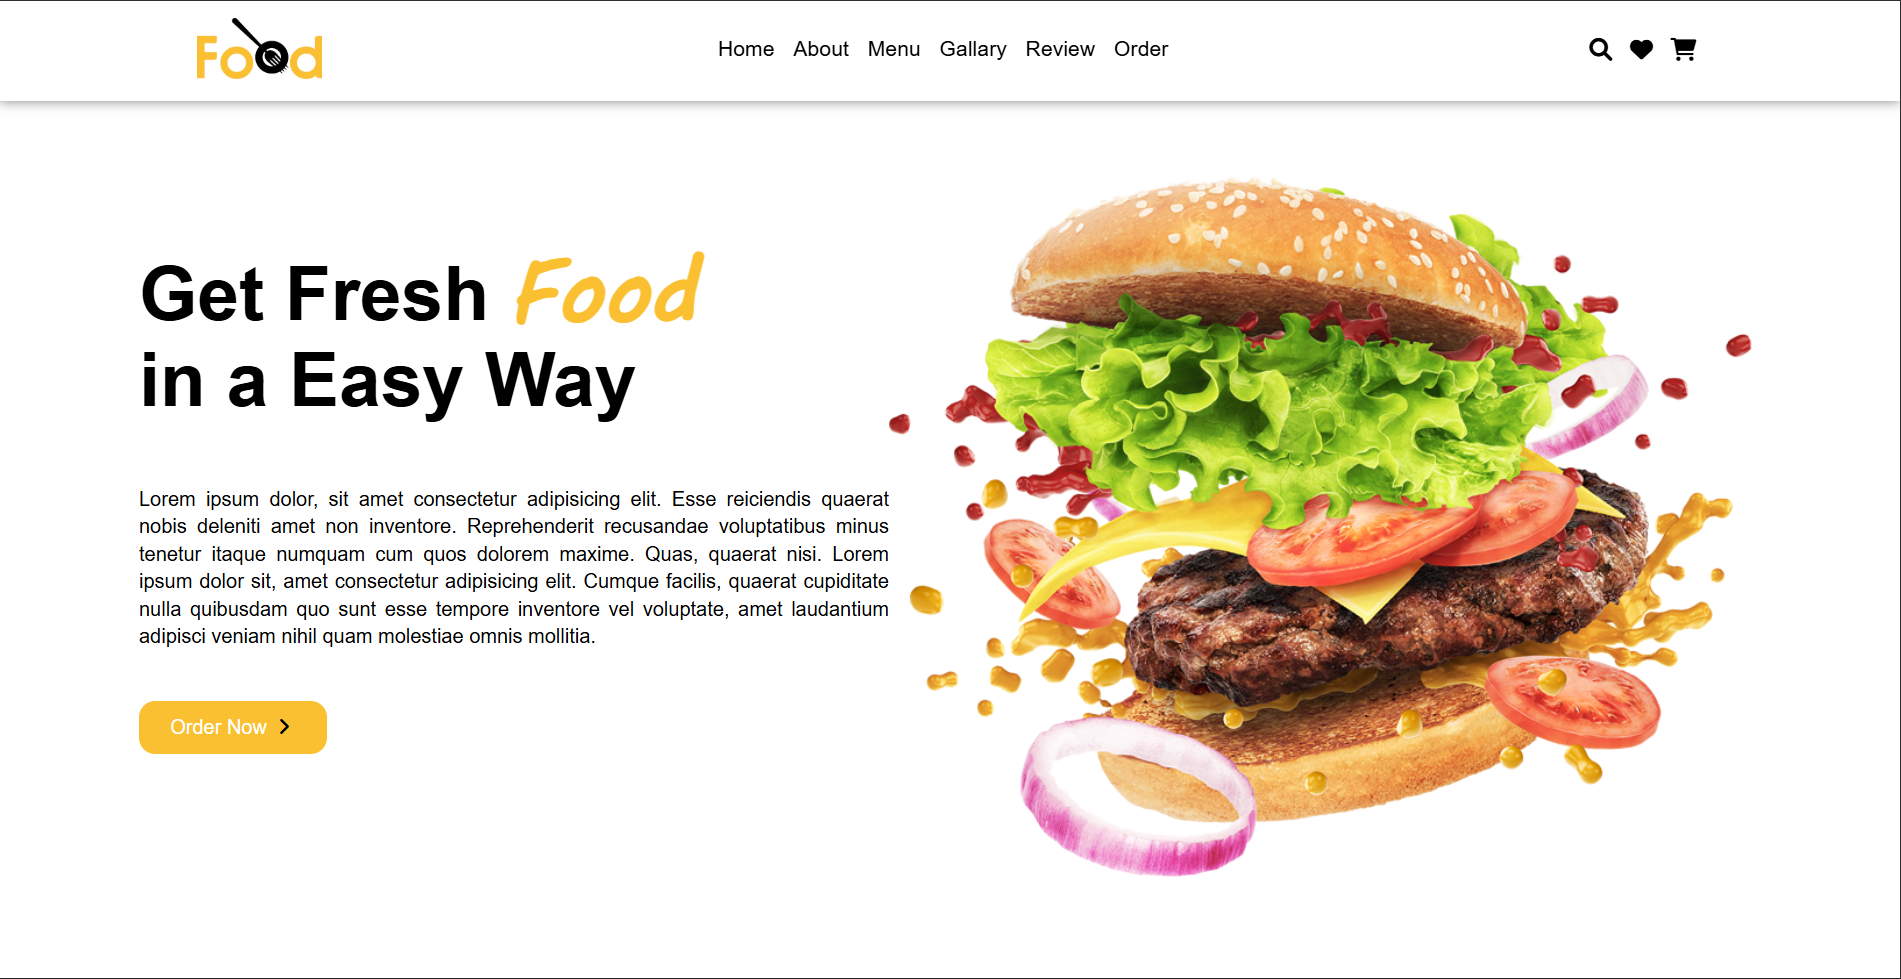 Food
Home About Menu Gallary Review Order
Get Fresh Food
in a Easy Way
Lorem ipsum dolor, sit amet consectetur adipisicing elit. Esse reiciendis quaerat
nobis deleniti amet non inventore. Reprehenderit recusandae voluptatibus minus
tenetur itaque numquam cum quos dolorem maxime. Quas, quaerat nisi. Lorem
ipsum dolor sit, amet consectetur adipisicing elit. Cumque facilis, quaerat cupiditate
nulla quibusdam quo sunt esse tempore inventore vel voluptate, amet laudantium
adipisci veniam nihil quam molestiae omnis mollitia.
Order Now